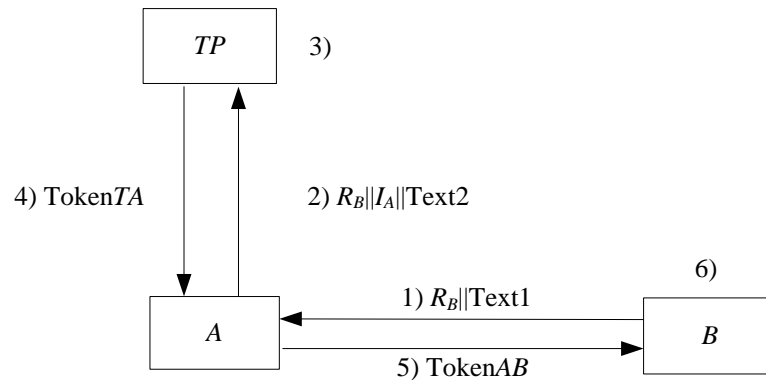 TP
3)
4) TokenTA
2) R_B||I_A||Text2
6)
1) R_B||Text1
A
B
5) TokenAB